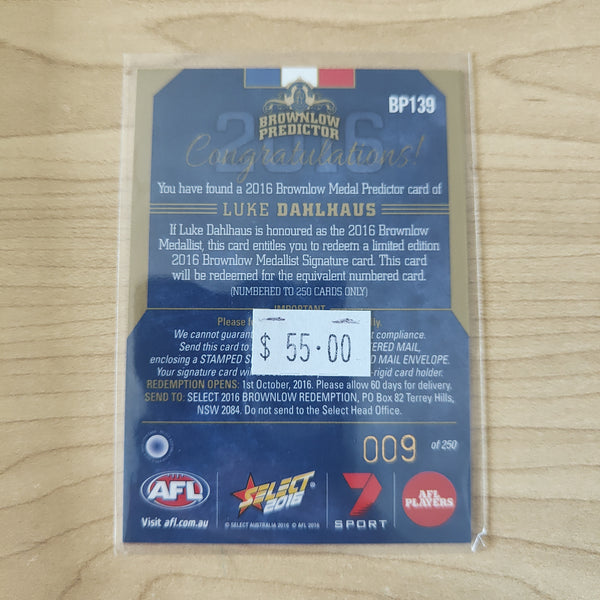 BP139
2016
BROWNLOW
PREDICTOR
Congratulations!
You have found a 2016 Brownlow Medal Predictor card of
LUKE DAHLHAUS
If Luke Dahlhaus is honoured as the 2016 Brownlow
Medallist, this card entitles you to redeem a limited edition
2016 Brownlow Medallist Signature card. This card
will be redeemed for the equivalent numbered card.
(NUMBERED TO 250 CARDS ONLY)
IMPORTANT
Please
We cannot compliance.
Send this card to MAIL,
enclosing a STAMPED MAIL ENVELOPE.
Your signature card rigid card holder.
$ 55.00
REDEMPTION OPENS: 1st October, 2016. Please allow 60 days for delivery.
SEND TO: SELECT 2016 BROWNLOW REDEMPTION, PO Box 82 Terrey Hills,
NSW 2084. Do not send to the Select Head Office.
009 of 250
AFL
Visit afl.com.au
SELECT
2016
© SELECT AUSTRALIA 2016 © AFL 2016
7
SPORT
AFL
PLAYERS